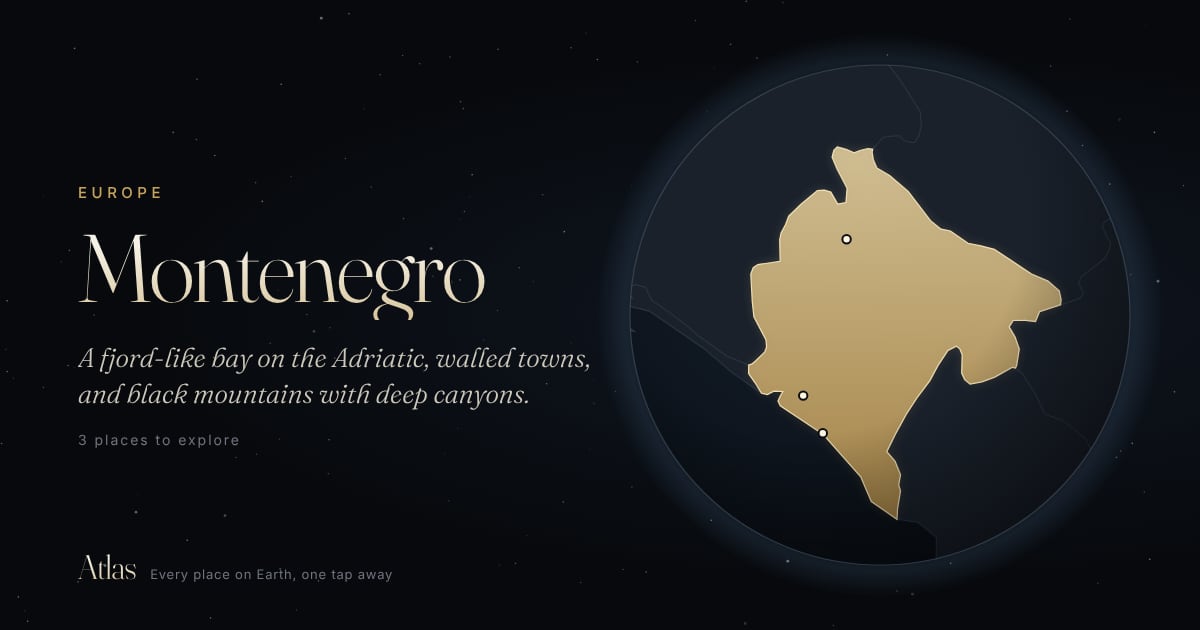 EUROPE
Montenegro
A fjord-like bay on the Adriatic, walled towns,
and black mountains with deep canyons.
3 places to explore
Atlas Every place on Earth, one tap away